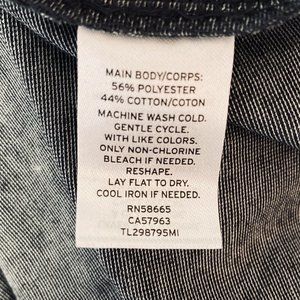 MAIN BODY/CORPS:
56% POLYESTER
44% COTTON/COTON
MACHINE WASH COLD.
GENTLE CYCLE.
WITH LIKE COLORS.
ONLY NON-CHLORINE
BLEACH IF NEEDED.
RESHAPE.
LAY FLAT TO DRY.
COOL IRON IF NEEDED.
RN58665
CA57963
TL298795MI